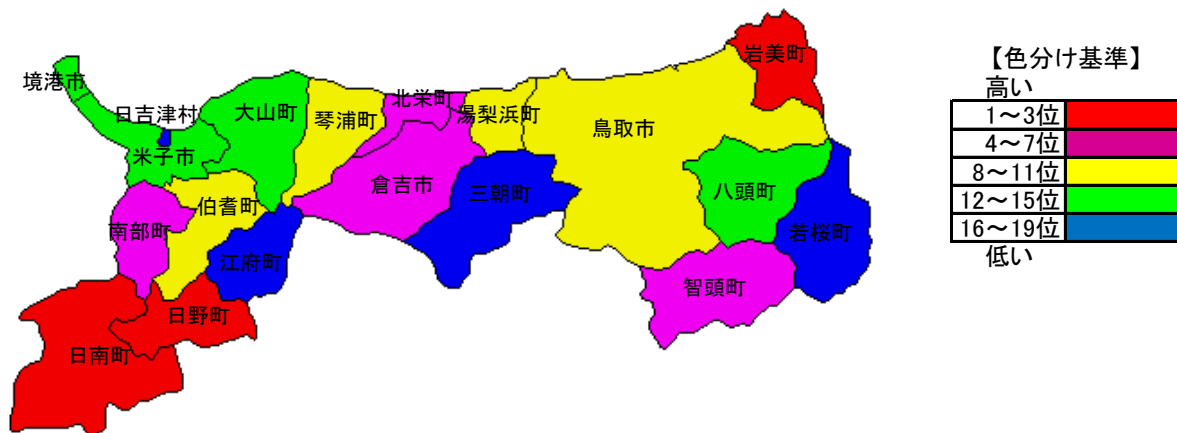 岩美町
境港市
北栄町
日吉津村
大山町
琴浦町
湯梨浜町
鳥取市
米子市
倉吉市
三朝町
八頭町
伯耆町
南部町
若桜町
江府町
智頭町
日野町
日南町
【色分け基準】
高い
1～3位
4～7位
8～11位
12～15位
16～19位
低い